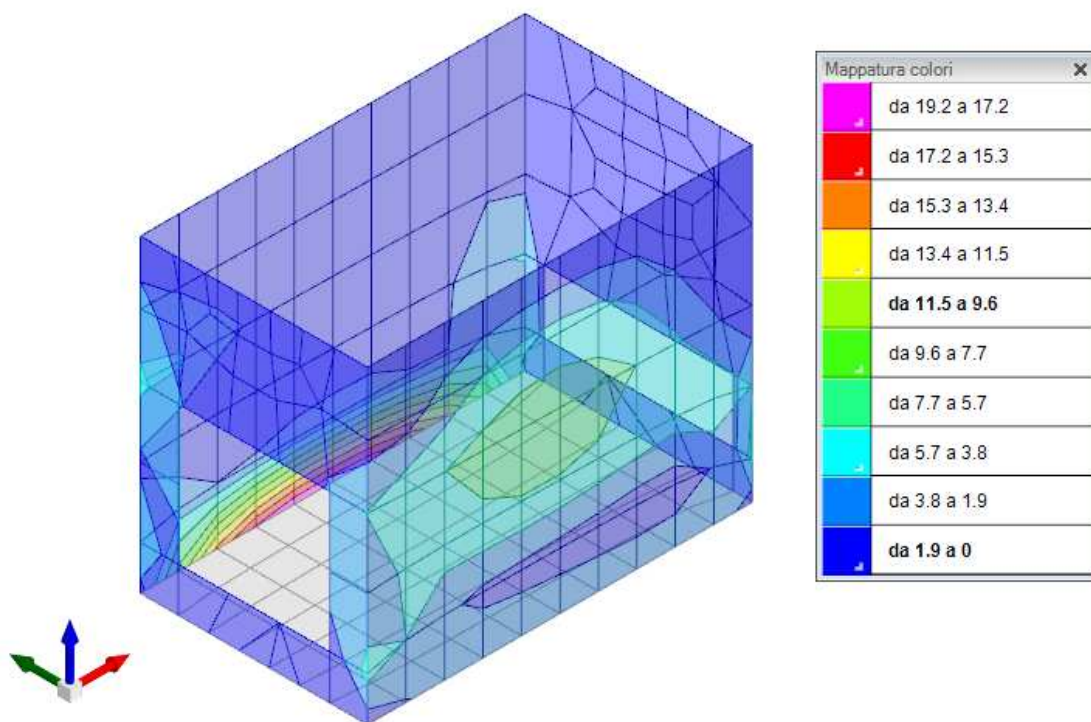 Mappatura colori
da 19.2 a 17.2
da 17.2 a 15.3
da 15.3 a 13.4
da 13.4 a 11.5
da 11.5 a 9.6
da 9.6 a 7.7
da 7.7 a 5.7
da 5.7 a 3.8
da 3.8 a 1.9
da 1.9 a 0